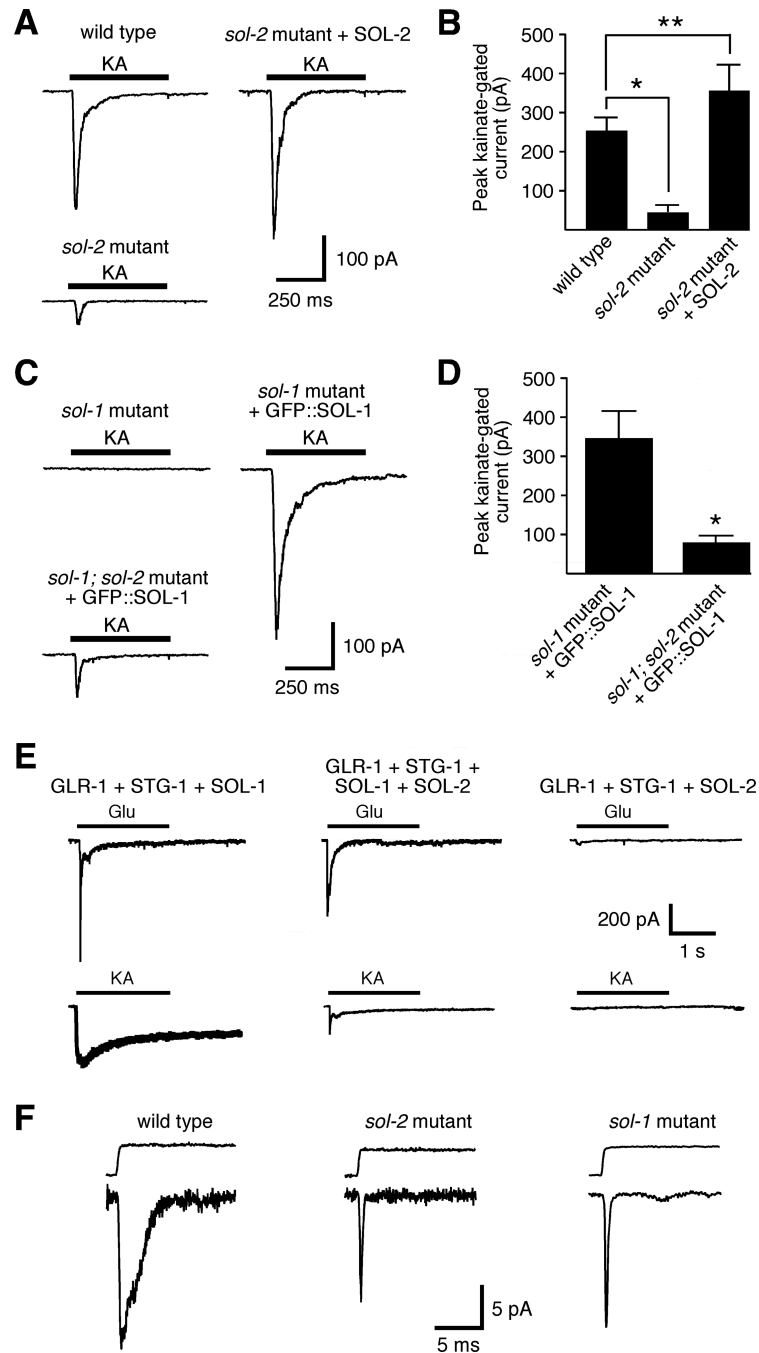 A
wild type
KA
sol-2 mutant + SOL-2
KA
sol-2 mutant
KA
100 pA
250 ms
B
Peak kainate-gated
current (pA)
500
400
300
200
100
**
*
wild type
sol-2 mutant
sol-2 mutant
+ SOL-2
C
sol-1 mutant
KA
sol-1 mutant
+ GFP::SOL-1
KA
sol-1; sol-2 mutant
+ GFP::SOL-1
KA
100 pA
250 ms
D
Peak kainate-gated
current (pA)
500
400
300
200
100
*
sol-1 mutant
+ GFP::SOL-1
sol-1; sol-2 mutant
+ GFP::SOL-1
E
GLR-1 + STG-1 + SOL-1
Glu
GLR-1 + STG-1 +
SOL-1 + SOL-2
Glu
GLR-1 + STG-1 + SOL-2
Glu
200 pA
1 s
KA
KA
KA
F
wild type
sol-2 mutant
sol-1 mutant
5 pA
5 ms